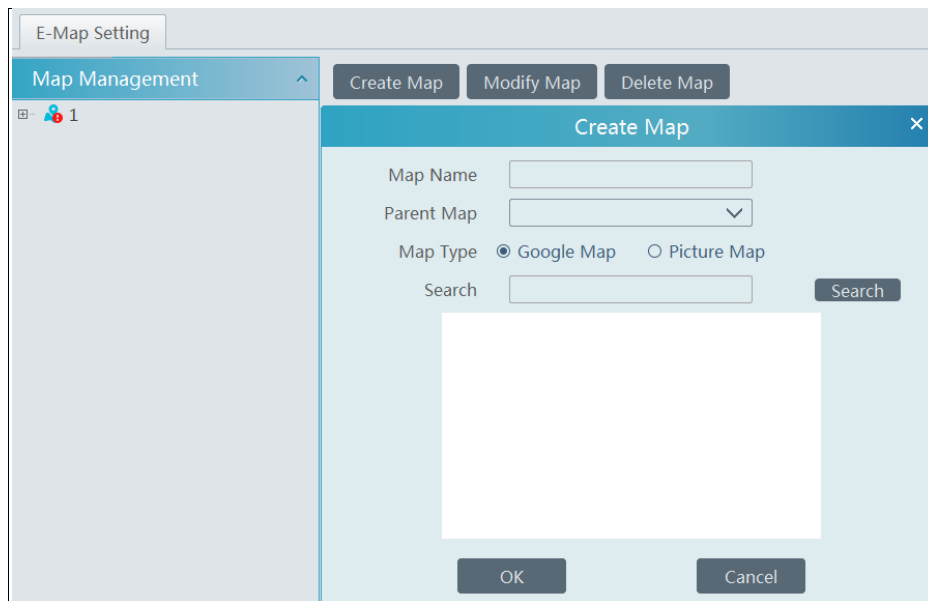 E-Map Setting
Map Management
1
Create Map Modify Map Delete Map
Create Map
Map Name
Parent Map
Map Type Google Map Picture Map
Search Search
OK Cancel